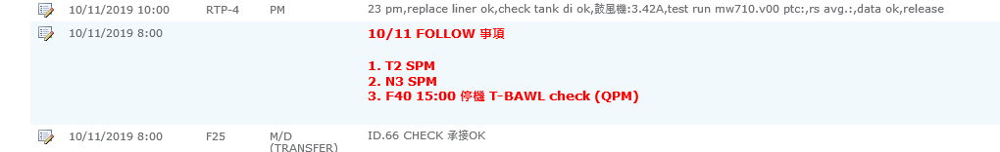 10/11/2019 10:00 RTP-4 PM 23 pm,replace liner ok,check tank di ok,鼓風機:3.42A,test run mw710.v00 ptc:,rs avg.:,data ok,release
10/11/2019 8:00 10/11 FOLLOW 事項
1. T2 SPM
2. N3 SPM
3. F40 15:00 停機 T-BAWL check (QPM)
10/11/2019 8:00 F25 M/D ID.66 CHECK 承接OK
(TRANSFER)